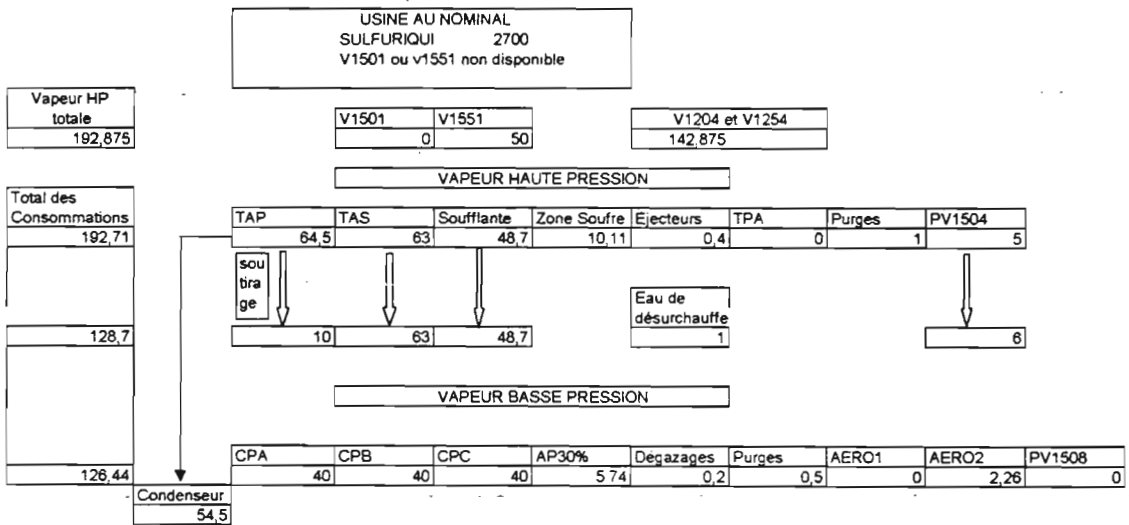 USINE AU NOMINAL
SULFURIQUI 2700
V1501 ou v1551 non disponible
Vapeur HP
totale
192,875
V1501 V1551
0 50
V1204 et V1254
142,875
VAPEUR HAUTE PRESSION
Total des
Consommations
192,71
TAP TAS Soufflante Zone Soufre Ejecteurs TPA Purges PV1504
64,5 63 48,7 10,11 0,4 0 1 5
sou
tira
ge
Eau de
désurchauffe
128,7
10 63 48,7 1 6
VAPEUR BASSE PRESSION
CPA CPB CPC AP30% Dégazages Purges AERO1 AERO2 PV1508
126,44
40 40 40 5 74 0,2 0,5 0 2,26 0
Condenseur
54,5